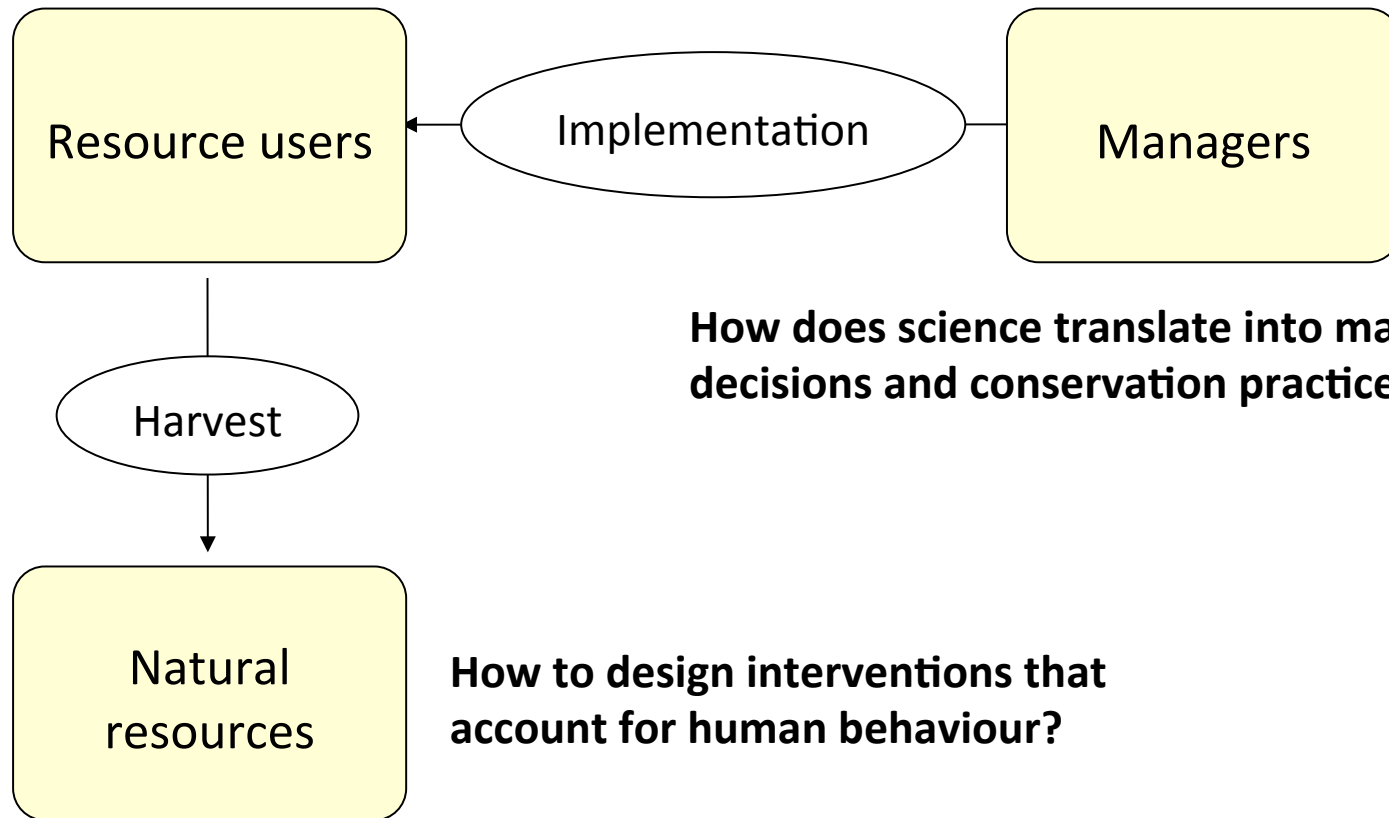 Resource users
Implementation
Managers
How does science translate into ma
decisions and conservation practice
Harvest
Natural
resources
How to design interventions that
account for human behaviour?